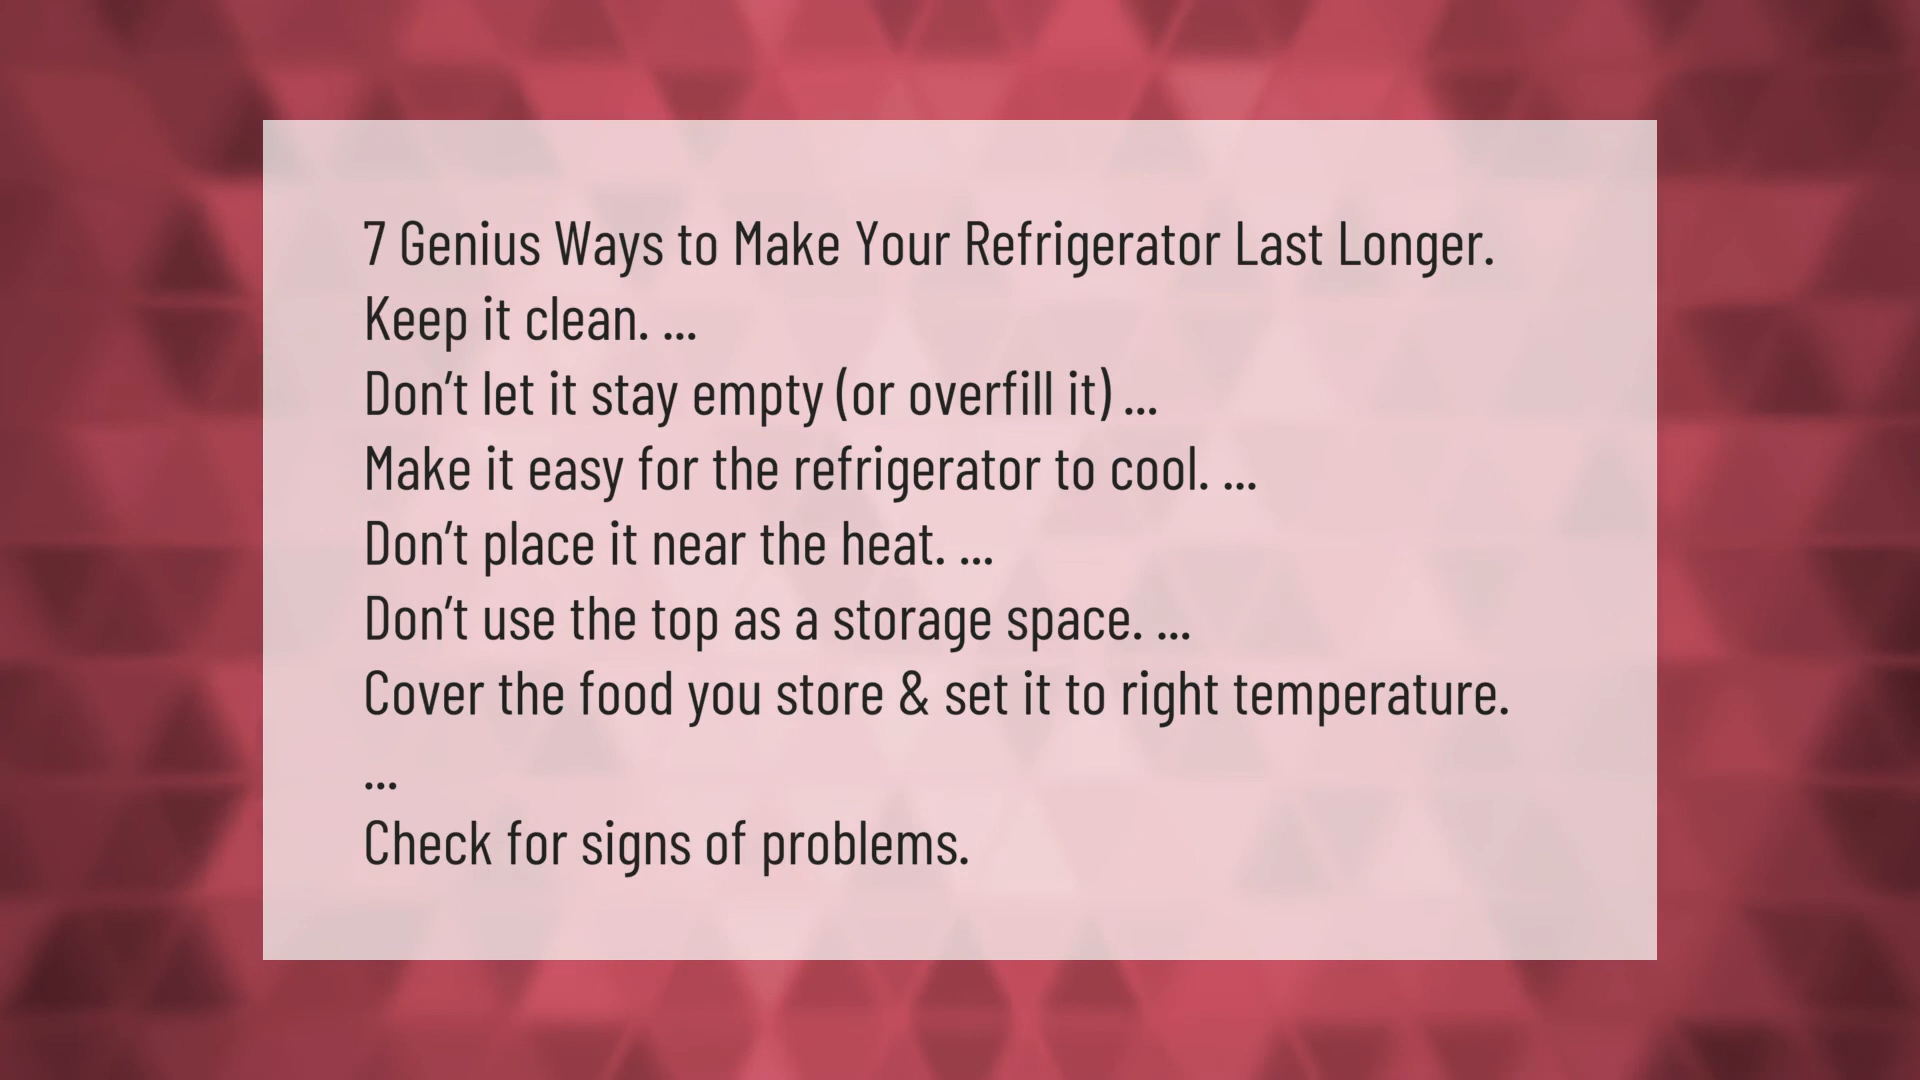 7 Genius Ways to Make Your Refrigerator Last Longer.
Keep it clean. ...
Don’t let it stay empty (or overfill it) ...
Make it easy for the refrigerator to cool. ...
Don’t place it near the heat. ...
Don’t use the top as a storage space. ...
Cover the food you store & set it to right temperature.
...
Check for signs of problems.